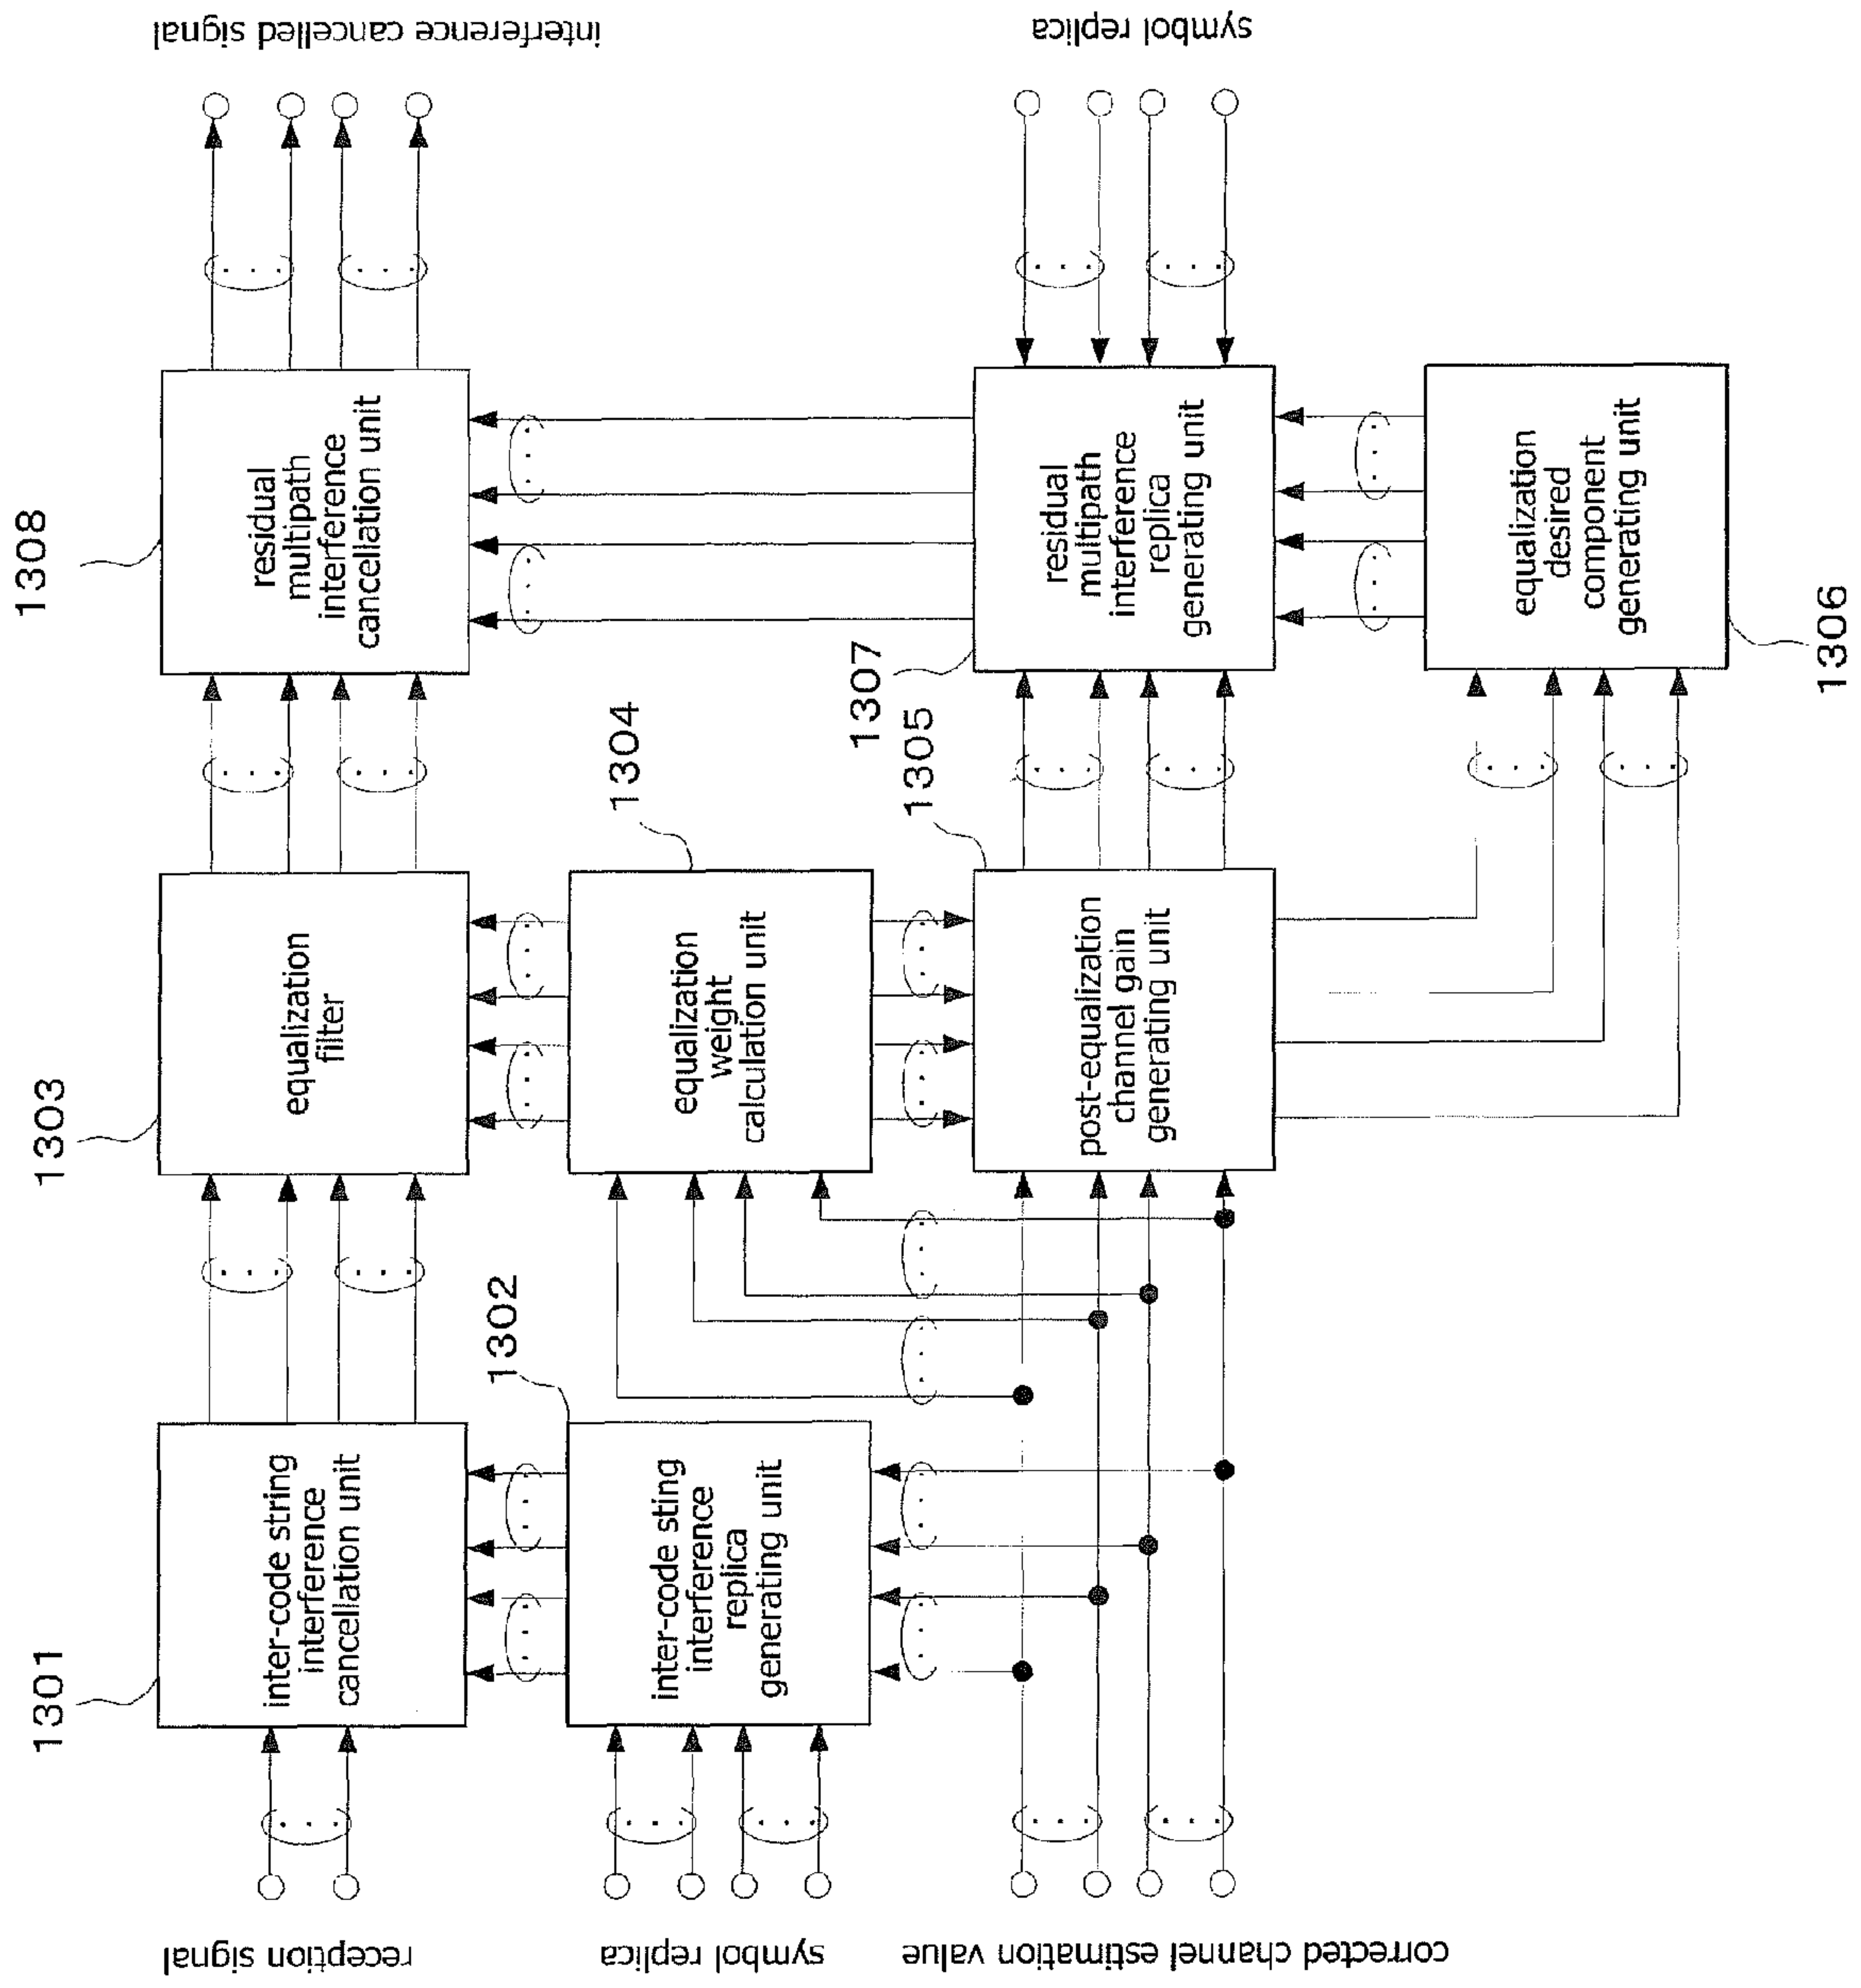 reception signal
symbol replica
corrected channel estimation value
1301
inter-code string
interference
cancellation unit
1302
inter-code sting
interference
replica
generating unit
1303
equalization
filter
1304
equalization
weight
calculation unit
1305
post-equalization
channel gain
generating unit
1308
residual
multipath
interference
cancellation unit
1307
residual
multipath
interference
replica
generating unit
1306
equalization
desired
component
generating unit
interference cancelled signal
symbol replica